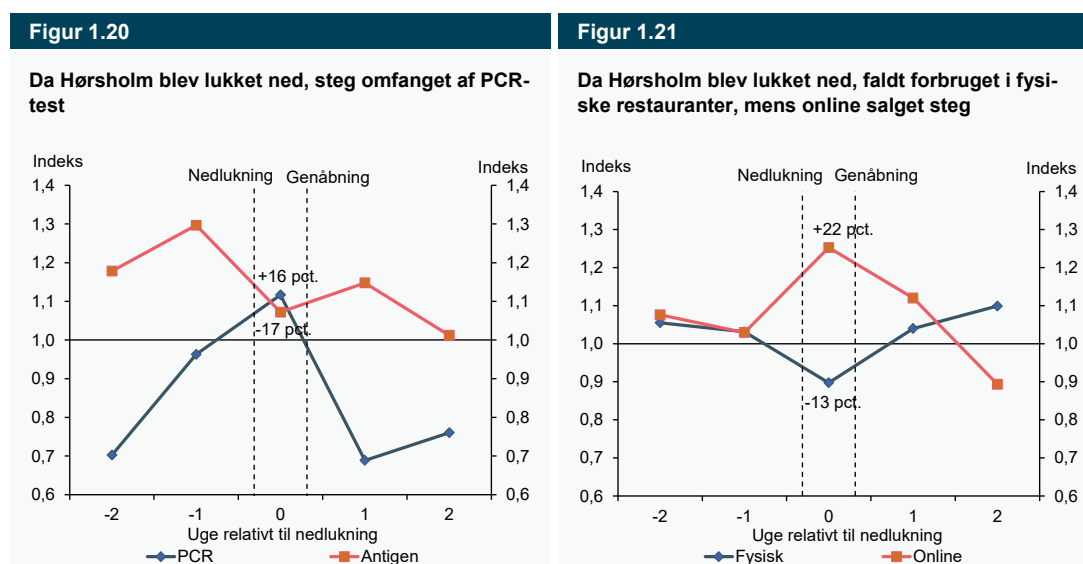 Figur 1.20
Da Hørsholm blev lukket ned, steg omfanget af PCR-
test
Indeks
Indeks
Nedlukning
Genåbning
1,4
1,4
1,3
1,3
1,2
1,2
+16 pct.
1,1
1,1
-17 pct.
1,0
1,0
0,9
0,9
0,8
0,8
0,7
0,7
0,6
0,6
-2
-1
0
1
2
Uge relativt til nedlukning
PCR
Antigen
Figur 1.21
Da Hørsholm blev lukket ned, faldt forbruget i fysi-
ske restauranter, mens online salget steg
Indeks
Indeks
Nedlukning
Genåbning
1,4
1,4
1,3
1,3
+22 pct.
1,2
1,2
1,1
1,1
1,0
1,0
0,9
0,9
-13 pct.
0,8
0,8
0,7
0,7
0,6
0,6
-2
-1
0
1
2
Uge relativt til nedlukning
Fysisk
Online